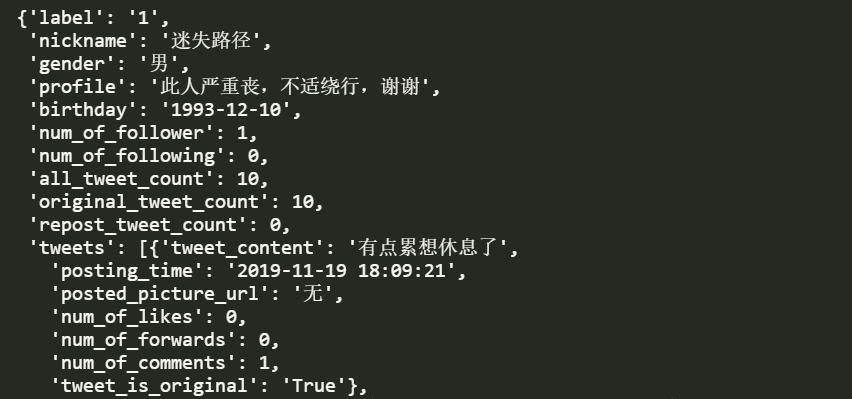 {'label': '1',
'nickname': '迷失路径',
'gender': '男',
'profile': '此人严重丧，不适绕行，谢谢',
'birthday': '1993-12-10',
'num_of_follower': 1,
'num_of_following': 0,
'all_tweet_count': 10,
'original_tweet_count': 10,
'repost_tweet_count': 0,
'tweets': [{'tweet_content': '有点累想休息了',
'posting_time': '2019-11-19 18:09:21',
'posted_picture_url': '无',
'num_of_likes': 0,
'num_of_forwards': 0,
'num_of_comments': 1,
'tweet_is_original': 'True'},